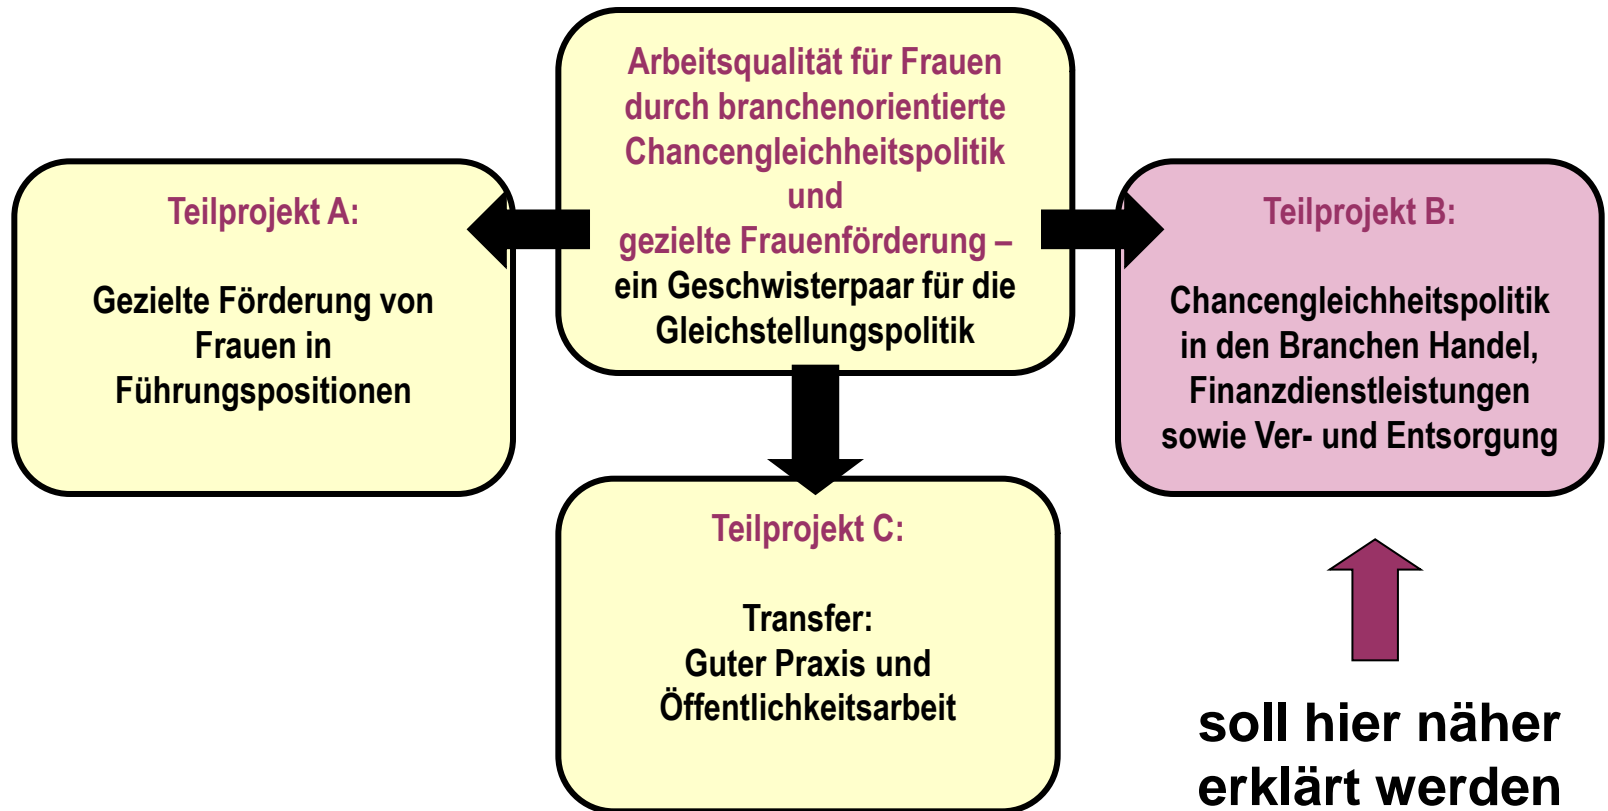 Arbeitsqualität für Frauen
durch branchenorientierte
Chancengleichheitspolitik
und
gezielte Frauenförderung –
ein Geschwisterpaar für die
Gleichstellungspolitik
Teilprojekt A:
Gezielte Förderung von
Frauen in
Führungspositionen
Teilprojekt B:
Chancengleichheitspolitik
in den Branchen Handel,
Finanzdienstleistungen
sowie Ver- und Entsorgung
Teilprojekt C:
Transfer:
Guter Praxis und
Öffentlichkeitsarbeit
soll hier näher
erklärt werden